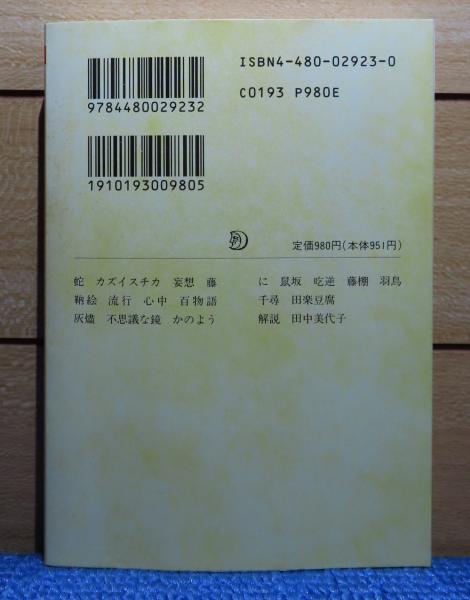 ISBN4-480-02923-0
9784480029232
C0193 P980E
1910193009805
定価980円(本体951円)
蛇 カズイスチカ 妄想 藤
鞆絵 流行 心中 百物語
灰燼 不思議な鏡 かのよう
に 鼠坂 吃逆 藤棚 羽鳥
千尋 田楽豆腐
解説 田中美代子